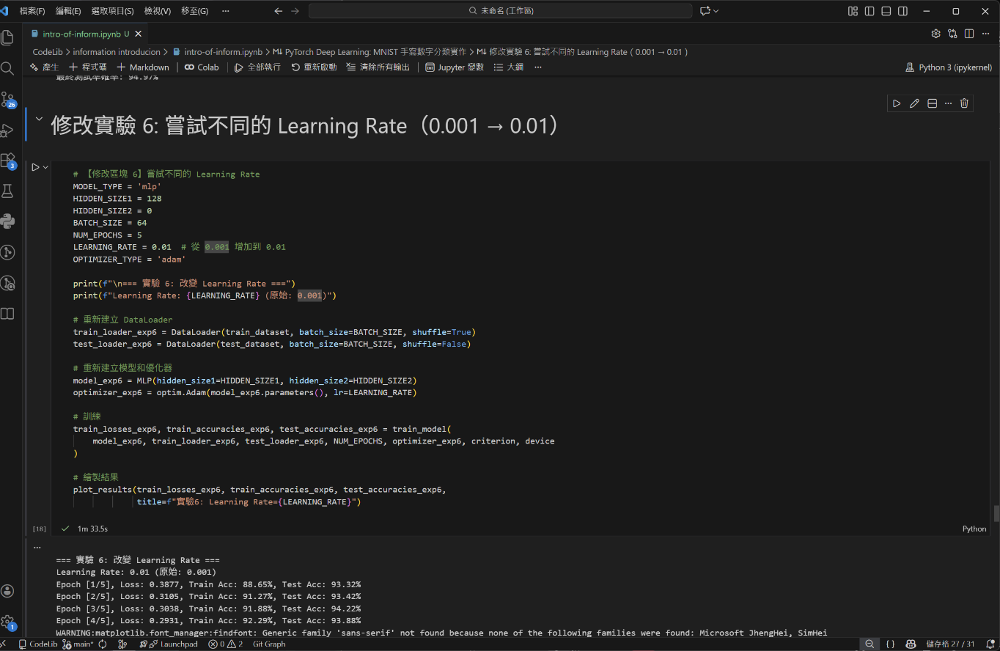 檔案(F) 編輯(E) 選取項目(S) 檢視(V) 移至(G) ··· 未命名 (工作區)
intro-of-inform.ipynb U
CodeLib > information introducion > intro-of-inform.ipynb > M↓ PyTorch Deep Learning: MNIST 手寫數字分類實作 > M↓ 修改實驗 6: 嘗試不同的 Learning Rate ( 0.001 → 0.01 )
產生 + 程式碼 + Markdown | Colab | 全部執行 重新啟動 清除所有輸出 | Jupyter 變數 大綱 ··· Python 3 (ipykernel)
最終測試準確率: 94.97%
修改實驗 6: 嘗試不同的 Learning Rate（0.001 → 0.01）
# 【修改區塊 6】嘗試不同的 Learning Rate
MODEL_TYPE = 'mlp'
HIDDEN_SIZE1 = 128
HIDDEN_SIZE2 = 0
BATCH_SIZE = 64
NUM_EPOCHS = 5
LEARNING_RATE = 0.01  # 從 0.001 增加到 0.01
OPTIMIZER_TYPE = 'adam'
print(f"\n=== 實驗 6: 改變 Learning Rate ===")
print(f"Learning Rate: {LEARNING_RATE} (原始: 0.001)")
# 重新建立 DataLoader
train_loader_exp6 = DataLoader(train_dataset, batch_size=BATCH_SIZE, shuffle=True)
test_loader_exp6 = DataLoader(test_dataset, batch_size=BATCH_SIZE, shuffle=False)
# 重新建立模型和優化器
model_exp6 = MLP(hidden_size1=HIDDEN_SIZE1, hidden_size2=HIDDEN_SIZE2)
optimizer_exp6 = optim.Adam(model_exp6.parameters(), lr=LEARNING_RATE)
# 訓練
train_losses_exp6, train_accuracies_exp6, test_accuracies_exp6 = train_model(
model_exp6, train_loader_exp6, test_loader_exp6, NUM_EPOCHS, optimizer_exp6, criterion, device
)
# 繪製結果
plot_results(train_losses_exp6, train_accuracies_exp6, test_accuracies_exp6,
title=f"實驗6: Learning Rate={LEARNING_RATE}")
[18] ✓ 1m 33.5s Python
···
=== 實驗 6: 改變 Learning Rate ===
Learning Rate: 0.01 (原始: 0.001)
Epoch [1/5], Loss: 0.3877, Train Acc: 88.65%, Test Acc: 93.32%
Epoch [2/5], Loss: 0.3105, Train Acc: 91.27%, Test Acc: 93.42%
Epoch [3/5], Loss: 0.3038, Train Acc: 91.88%, Test Acc: 94.22%
Epoch [4/5], Loss: 0.2931, Train Acc: 92.29%, Test Acc: 93.88%
WARNING:matplotlib.font_manager:findfont: Generic family 'sans-serif' not found because none of the following families were found: Microsoft JhengHei, SimHei
26
3
1
CodeLib main* Launchpad 0 2 Git Graph { } 儲存格 27 / 31